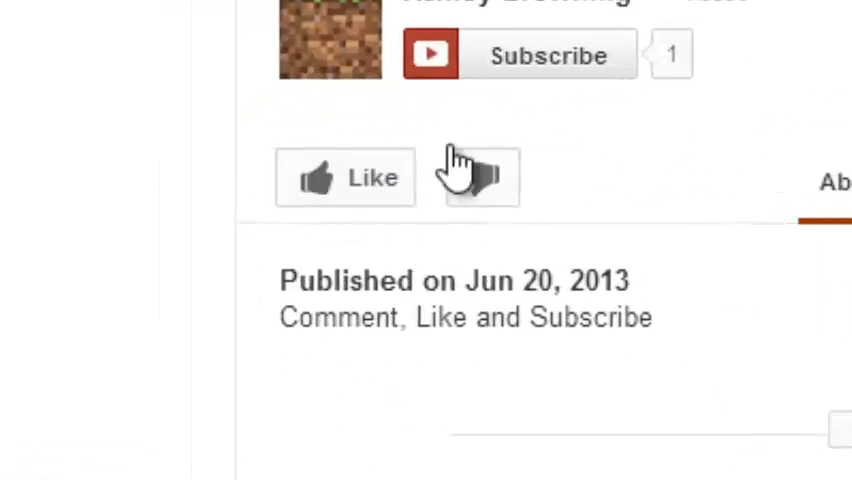 Subscribe
1
Like
Ab
Published on Jun 20, 2013
Comment, Like and Subscribe